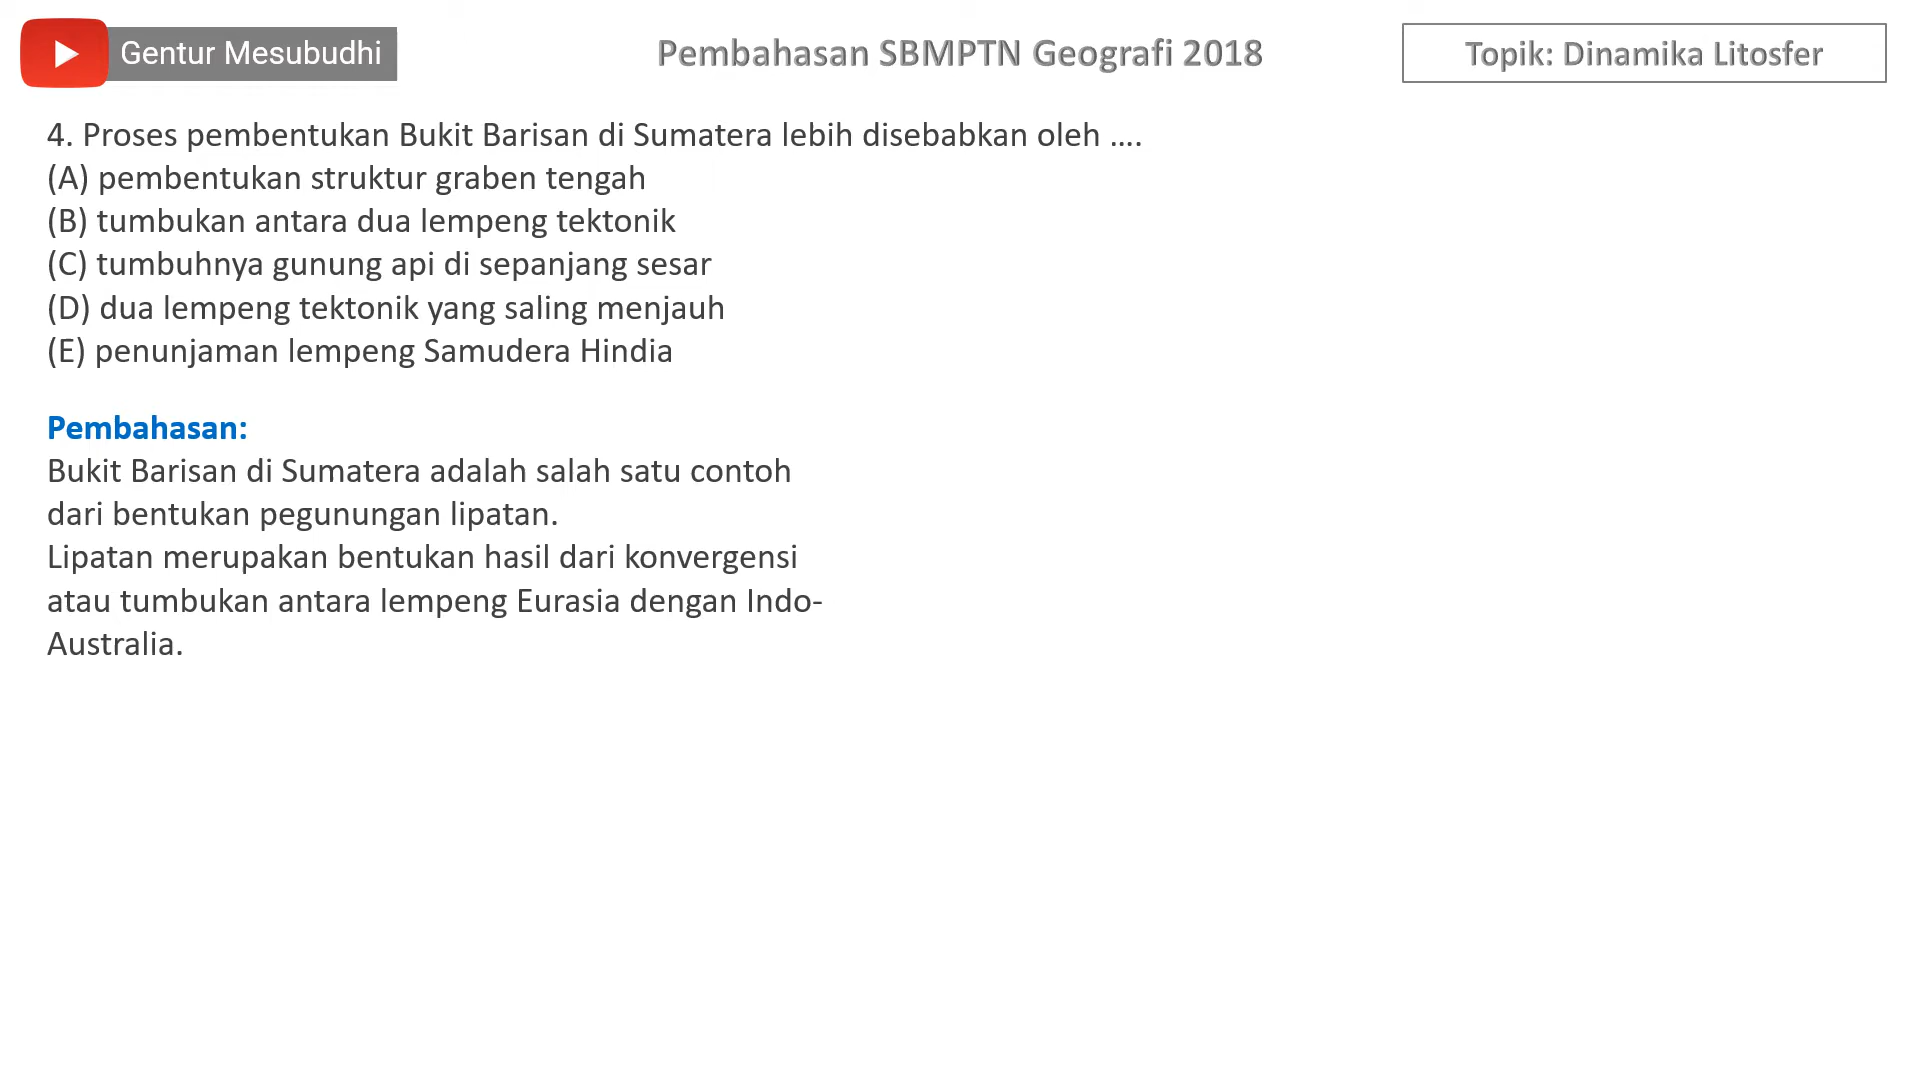 Gentur Mesubudhi
Pembahasan SBMPTN Geografi 2018
Topik: Dinamika Litosfer
4. Proses pembentukan Bukit Barisan di Sumatera lebih disebabkan oleh ....
(A) pembentukan struktur graben tengah
(B) tumbukan antara dua lempeng tektonik
(C) tumbuhnya gunung api di sepanjang sesar
(D) dua lempeng tektonik yang saling menjauh
(E) penunjaman lempeng Samudera Hindia
Pembahasan:
Bukit Barisan di Sumatera adalah salah satu contoh
dari bentukan pegunungan lipatan.
Lipatan merupakan bentukan hasil dari konvergensi
atau tumbukan antara lempeng Eurasia dengan Indo-
Australia.